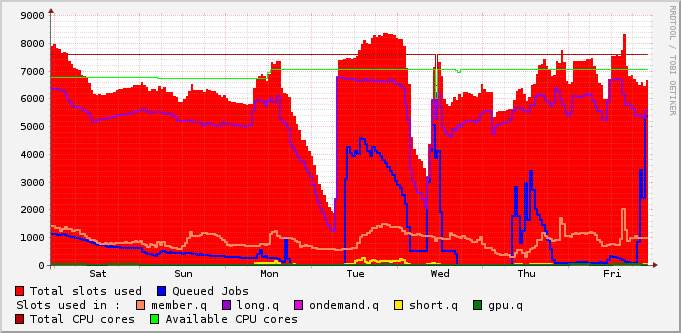 9000
8000
7000
6000
5000
4000
3000
2000
1000
0
Sat Sun Mon Tue Wed Thu Fri
RRDTOOL / TOBI OETIKER
Total slots used Queued Jobs
Slots used in : member.q long.q ondemand.q short.q gpu.q
Total CPU cores Available CPU cores